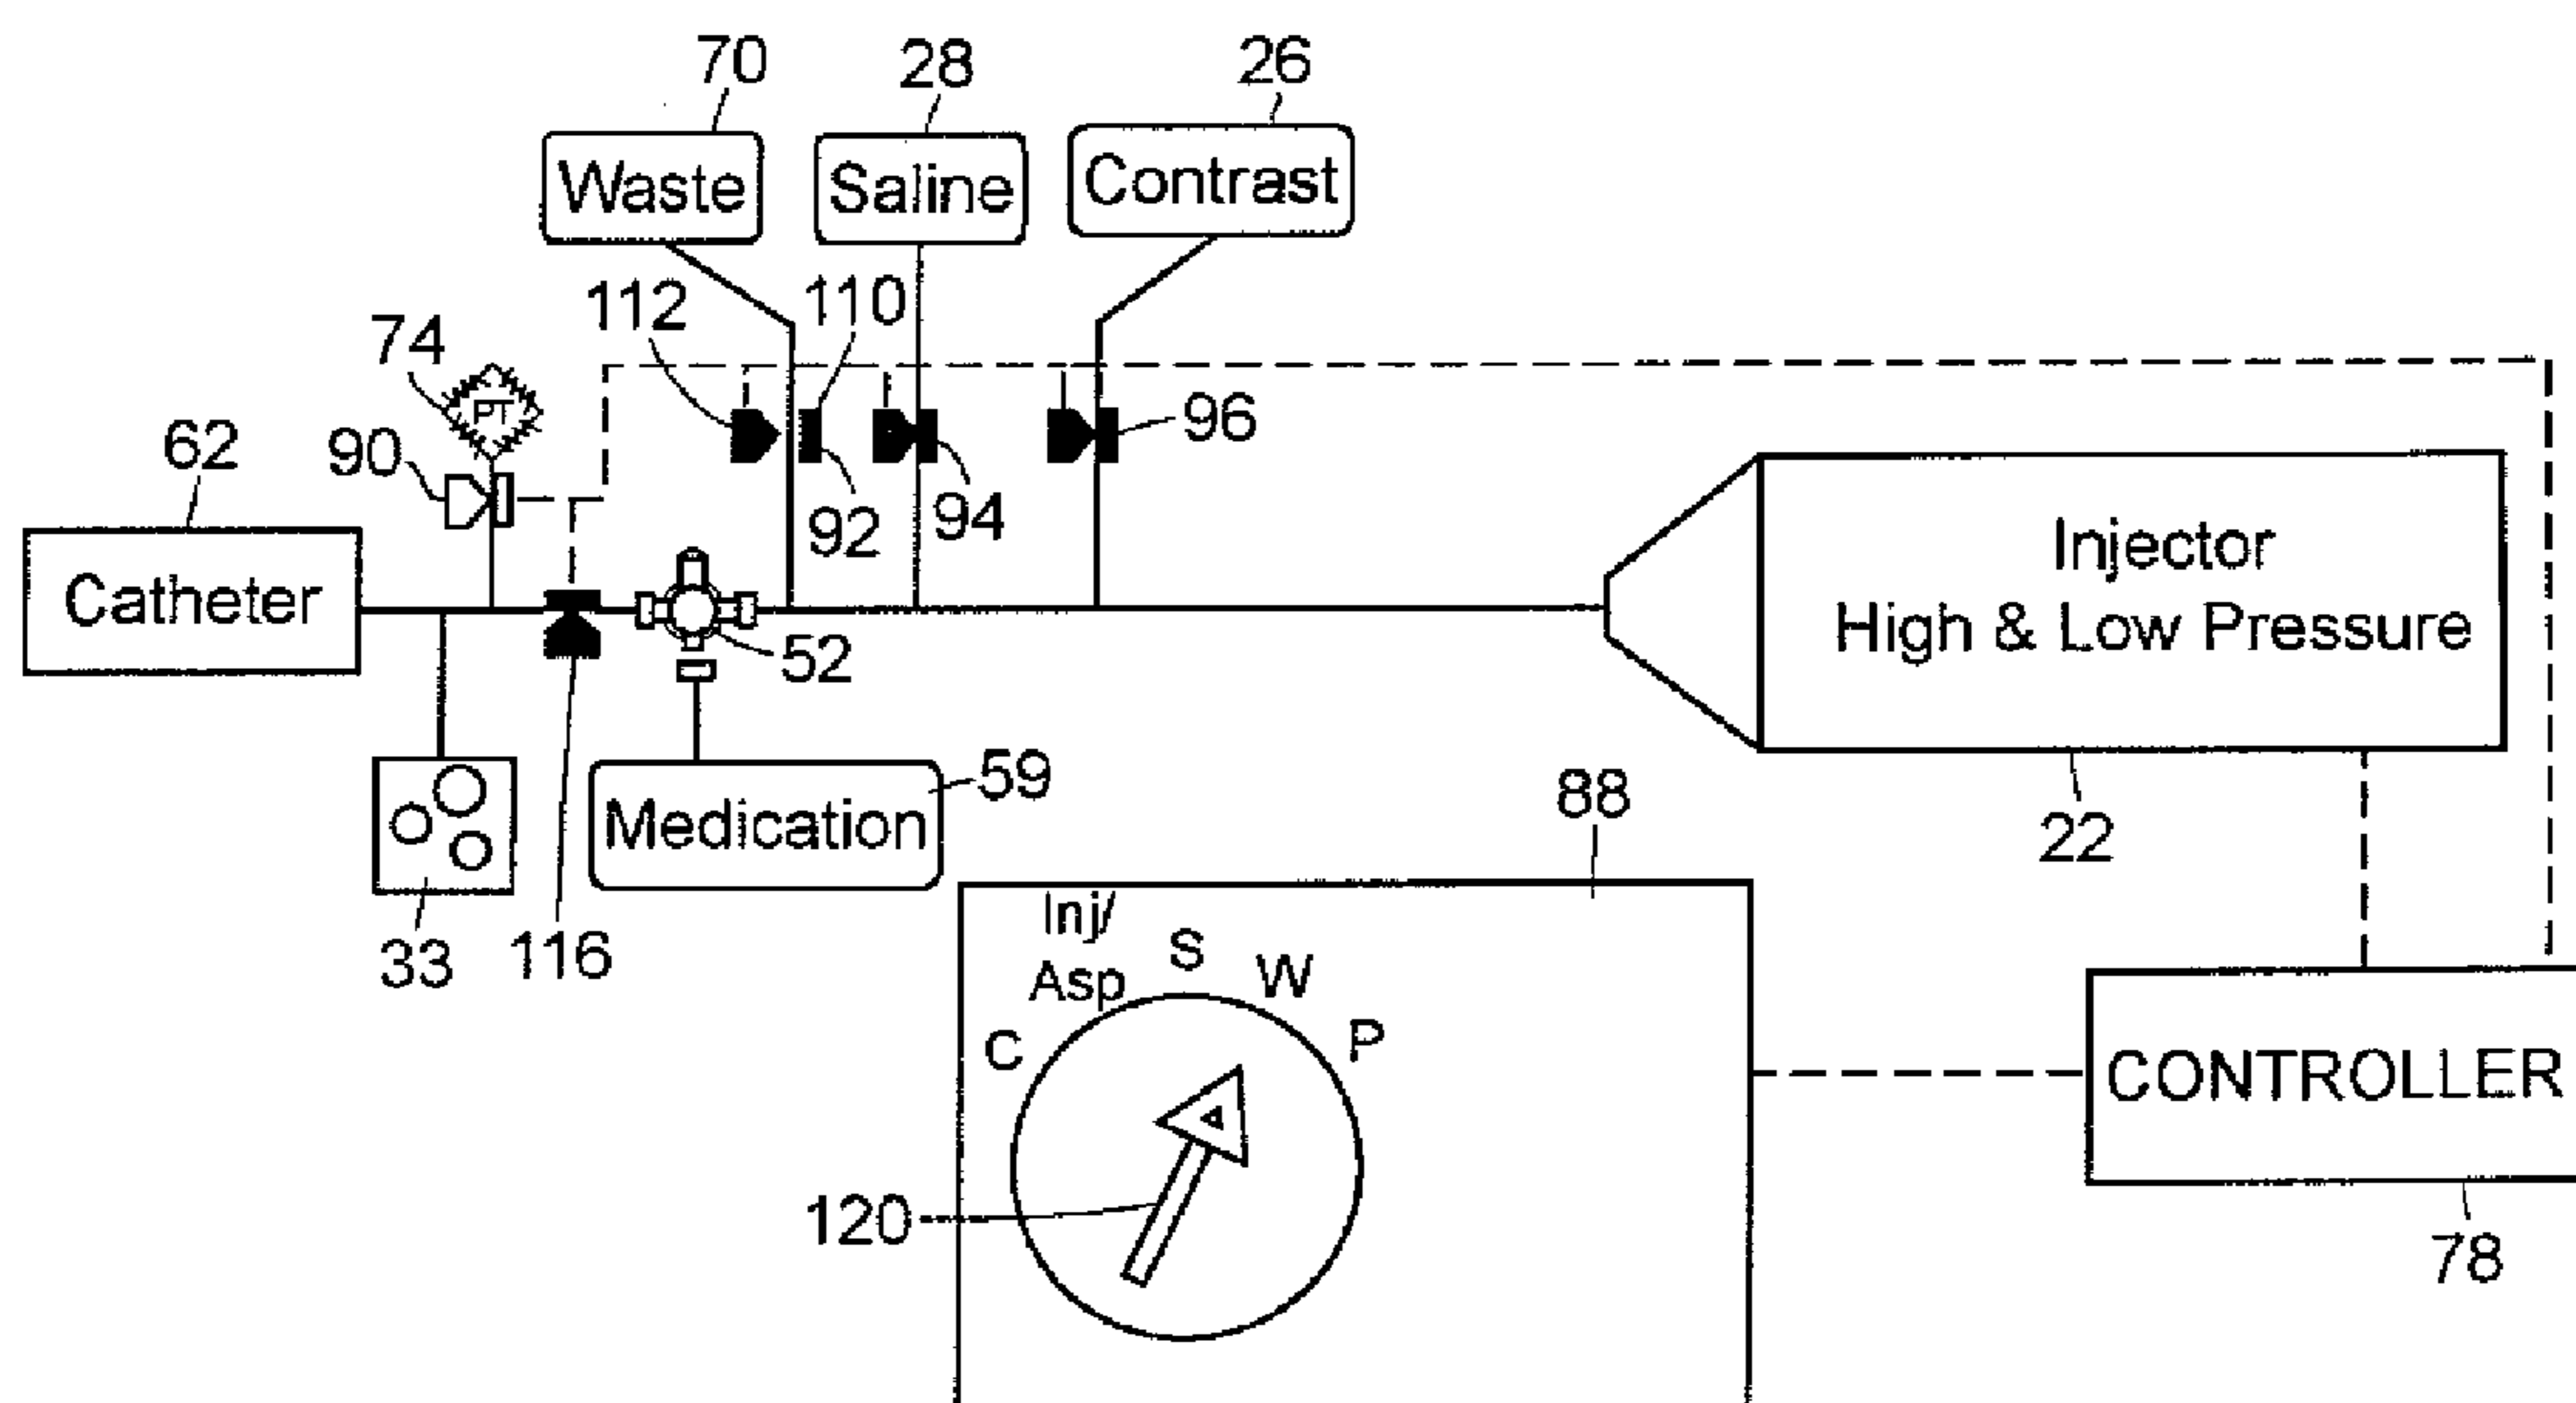 70
28
26
Waste
Saline
Contrast
112
110
74
PT
96
62
90
92
94
Injector
High & Low Pressure
Catheter
52
59
Medication
88
22
33
116
Inj/
Asp
S
W
C
P
CONTROLLER
120
78